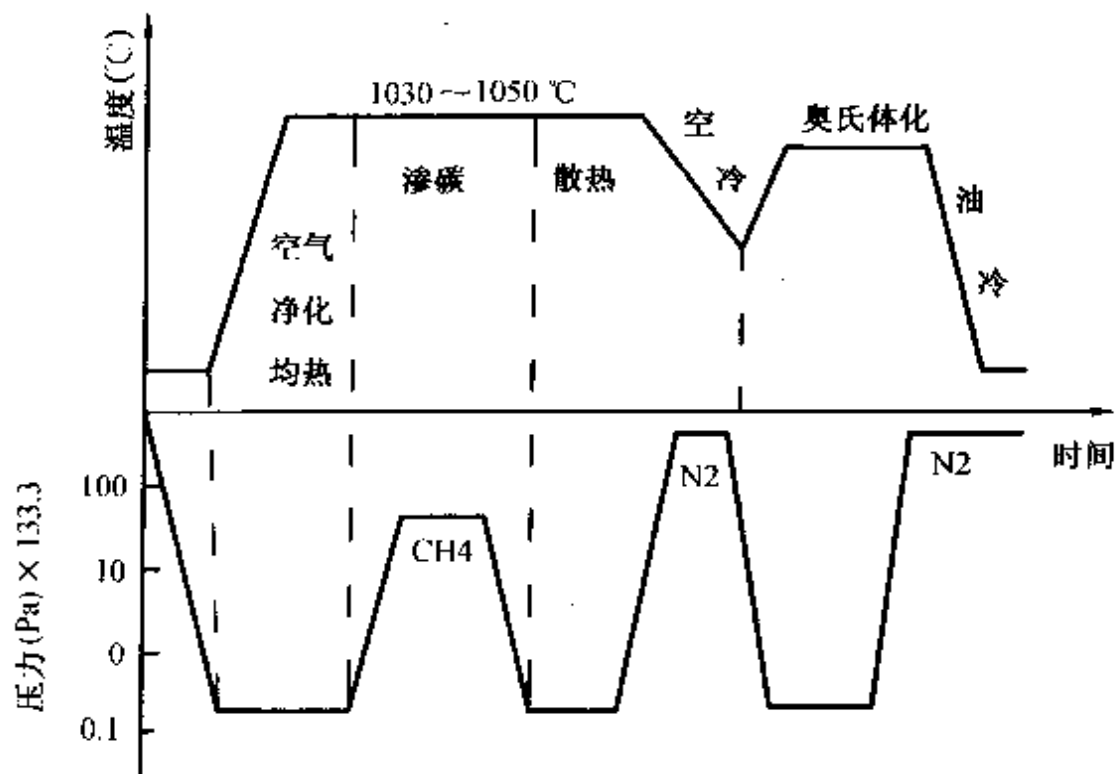 温度(℃)
1030～1050 ℃
空冷
奥氏体化
渗碳
散热
油冷
空气
净化
均热
时间
压力(Pa)×133.3
100
10
0
0.1
CH4
N2
N2